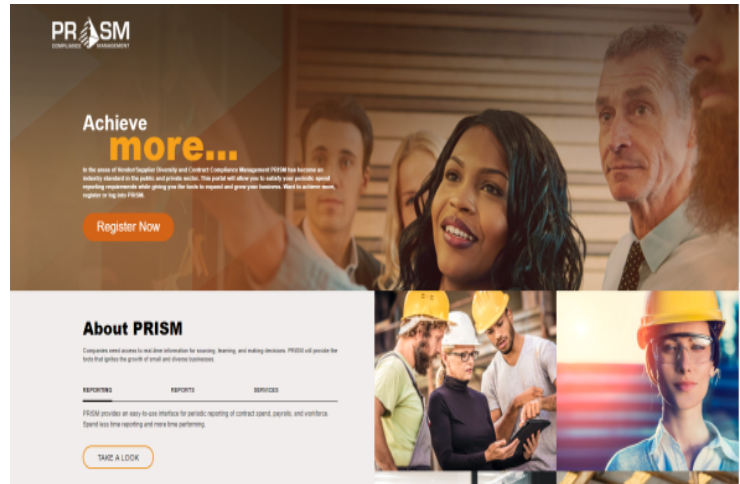 PRISM
COMPLIANCE MANAGEMENT
Achieve
more...
In the areas of Vendor/Supplier Diversity and Contract Compliance Management PRISM has become an
industry standard in the public and private sector. This portal will allow you to satisfy your periodic spend
reporting requirements while giving you the tools to expand and grow your business. Want to achieve more,
register or log into PRISM.
Register Now
About PRISM
Companies need access to real-time information for sourcing, learning, and making decisions. PRISM will provide the
tools that ignites the growth of small and diverse businesses.
REPORTING REPORTS SERVICES
PRISM provides an easy-to-use interface for periodic reporting of contract spend, payrolls, and workforce.
Spend less time reporting and more time performing.
TAKE A LOOK